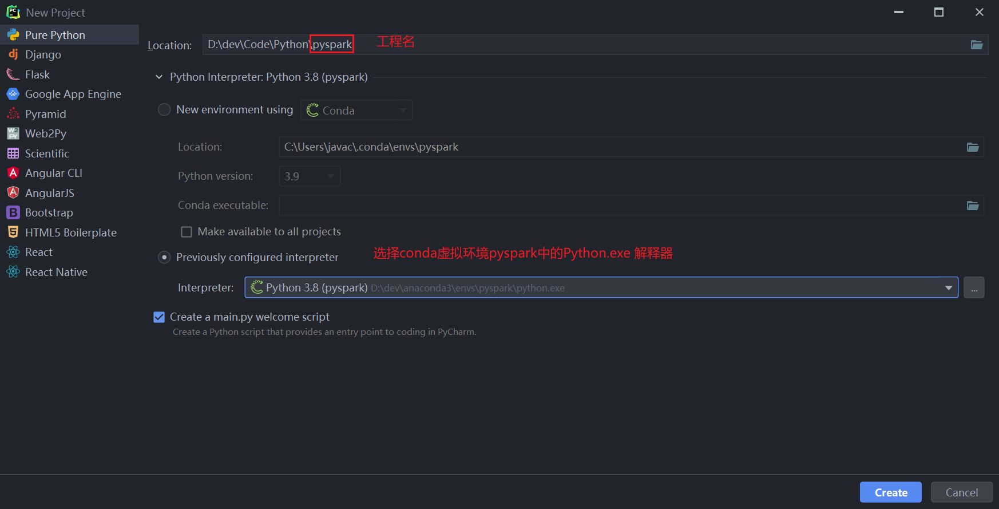 New Project
Pure Python
Django
Flask
Google App Engine
Pyramid
Web2Py
Scientific
Angular CLI
AngularJS
Bootstrap
HTML5 Boilerplate
React
React Native
Location: D:\dev\Code\Python\pyspark 工程名
Python Interpreter: Python 3.8 (pyspark)
New environment using Conda
Location: C:\Users\javac\.conda\envs\pyspark
Python version: 3.9
Conda executable:
Make available to all projects
Previously configured interpreter 选择conda虚拟环境pyspark中的Python.exe 解释器
Interpreter: Python 3.8 (pyspark) D:\dev\anaconda3\envs\pyspark\python.exe ...
Create a main.py welcome script
Create a Python script that provides an entry point to coding in PyCharm.
Create Cancel